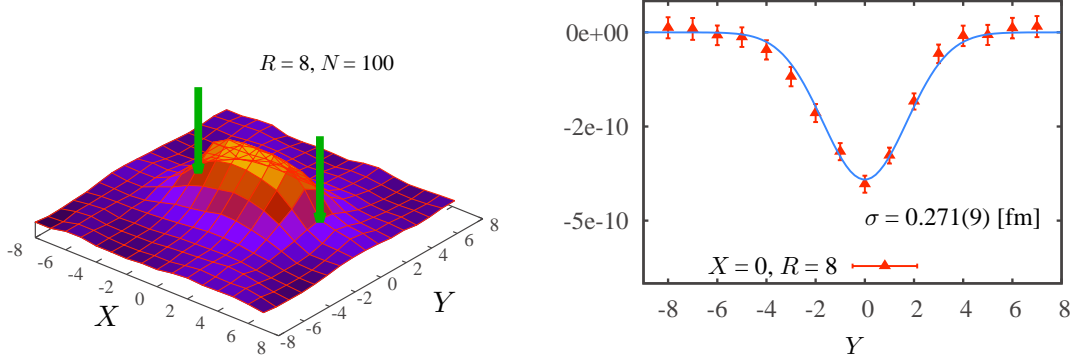 R = 8, N = 100
-8
-6
-4
-2
0
2
4
6
8
X
-8
-6
-4
-2
0
2
4
6
8
Y
0e+00
-2e-10
-5e-10
σ = 0.271(9) [fm]
X = 0, R = 8
-8 -6 -4 -2 0 2 4 6 8
Y